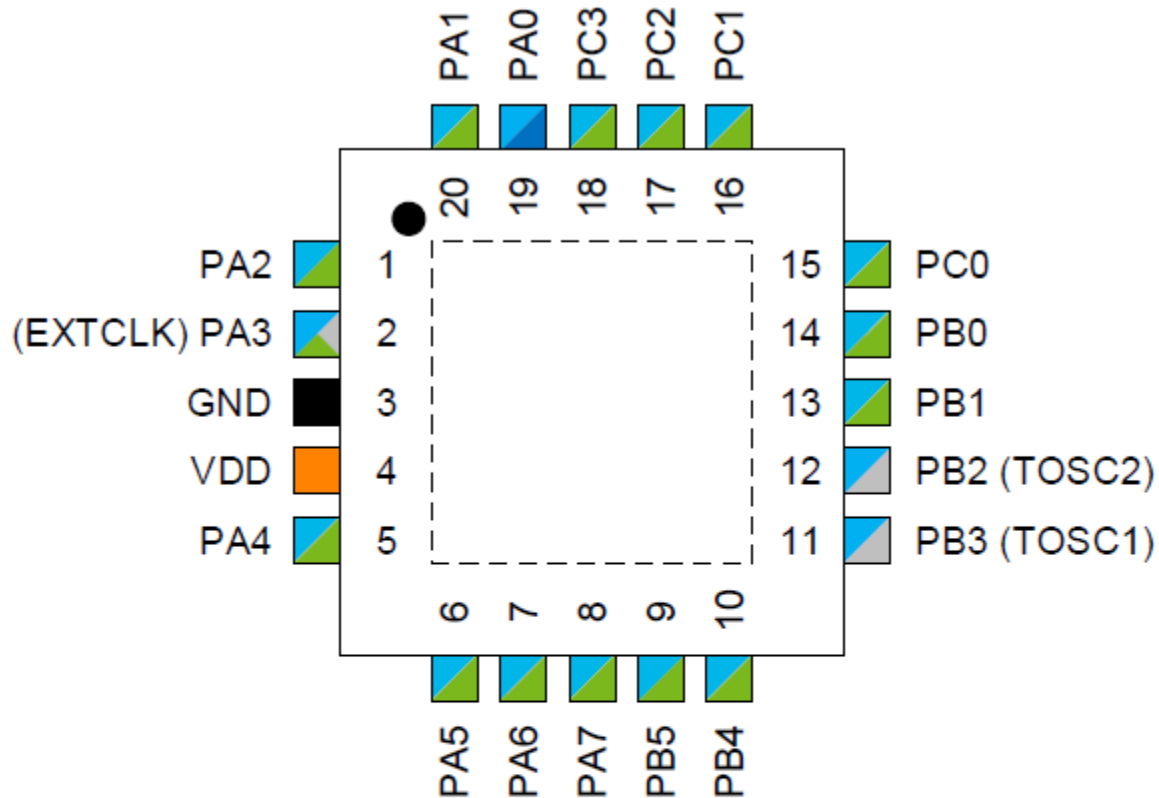 PA1 PA0 PC3 PC2 PC1
20 19 18 17 16
PA2 1 15 PC0
(EXTCLK) PA3 2 14 PB0
GND 3 13 PB1
VDD 4 12 PB2 (TOSC2)
PA4 5 11 PB3 (TOSC1)
6 7 8 9 10
PA5 PA6 PA7 PB5 PB4